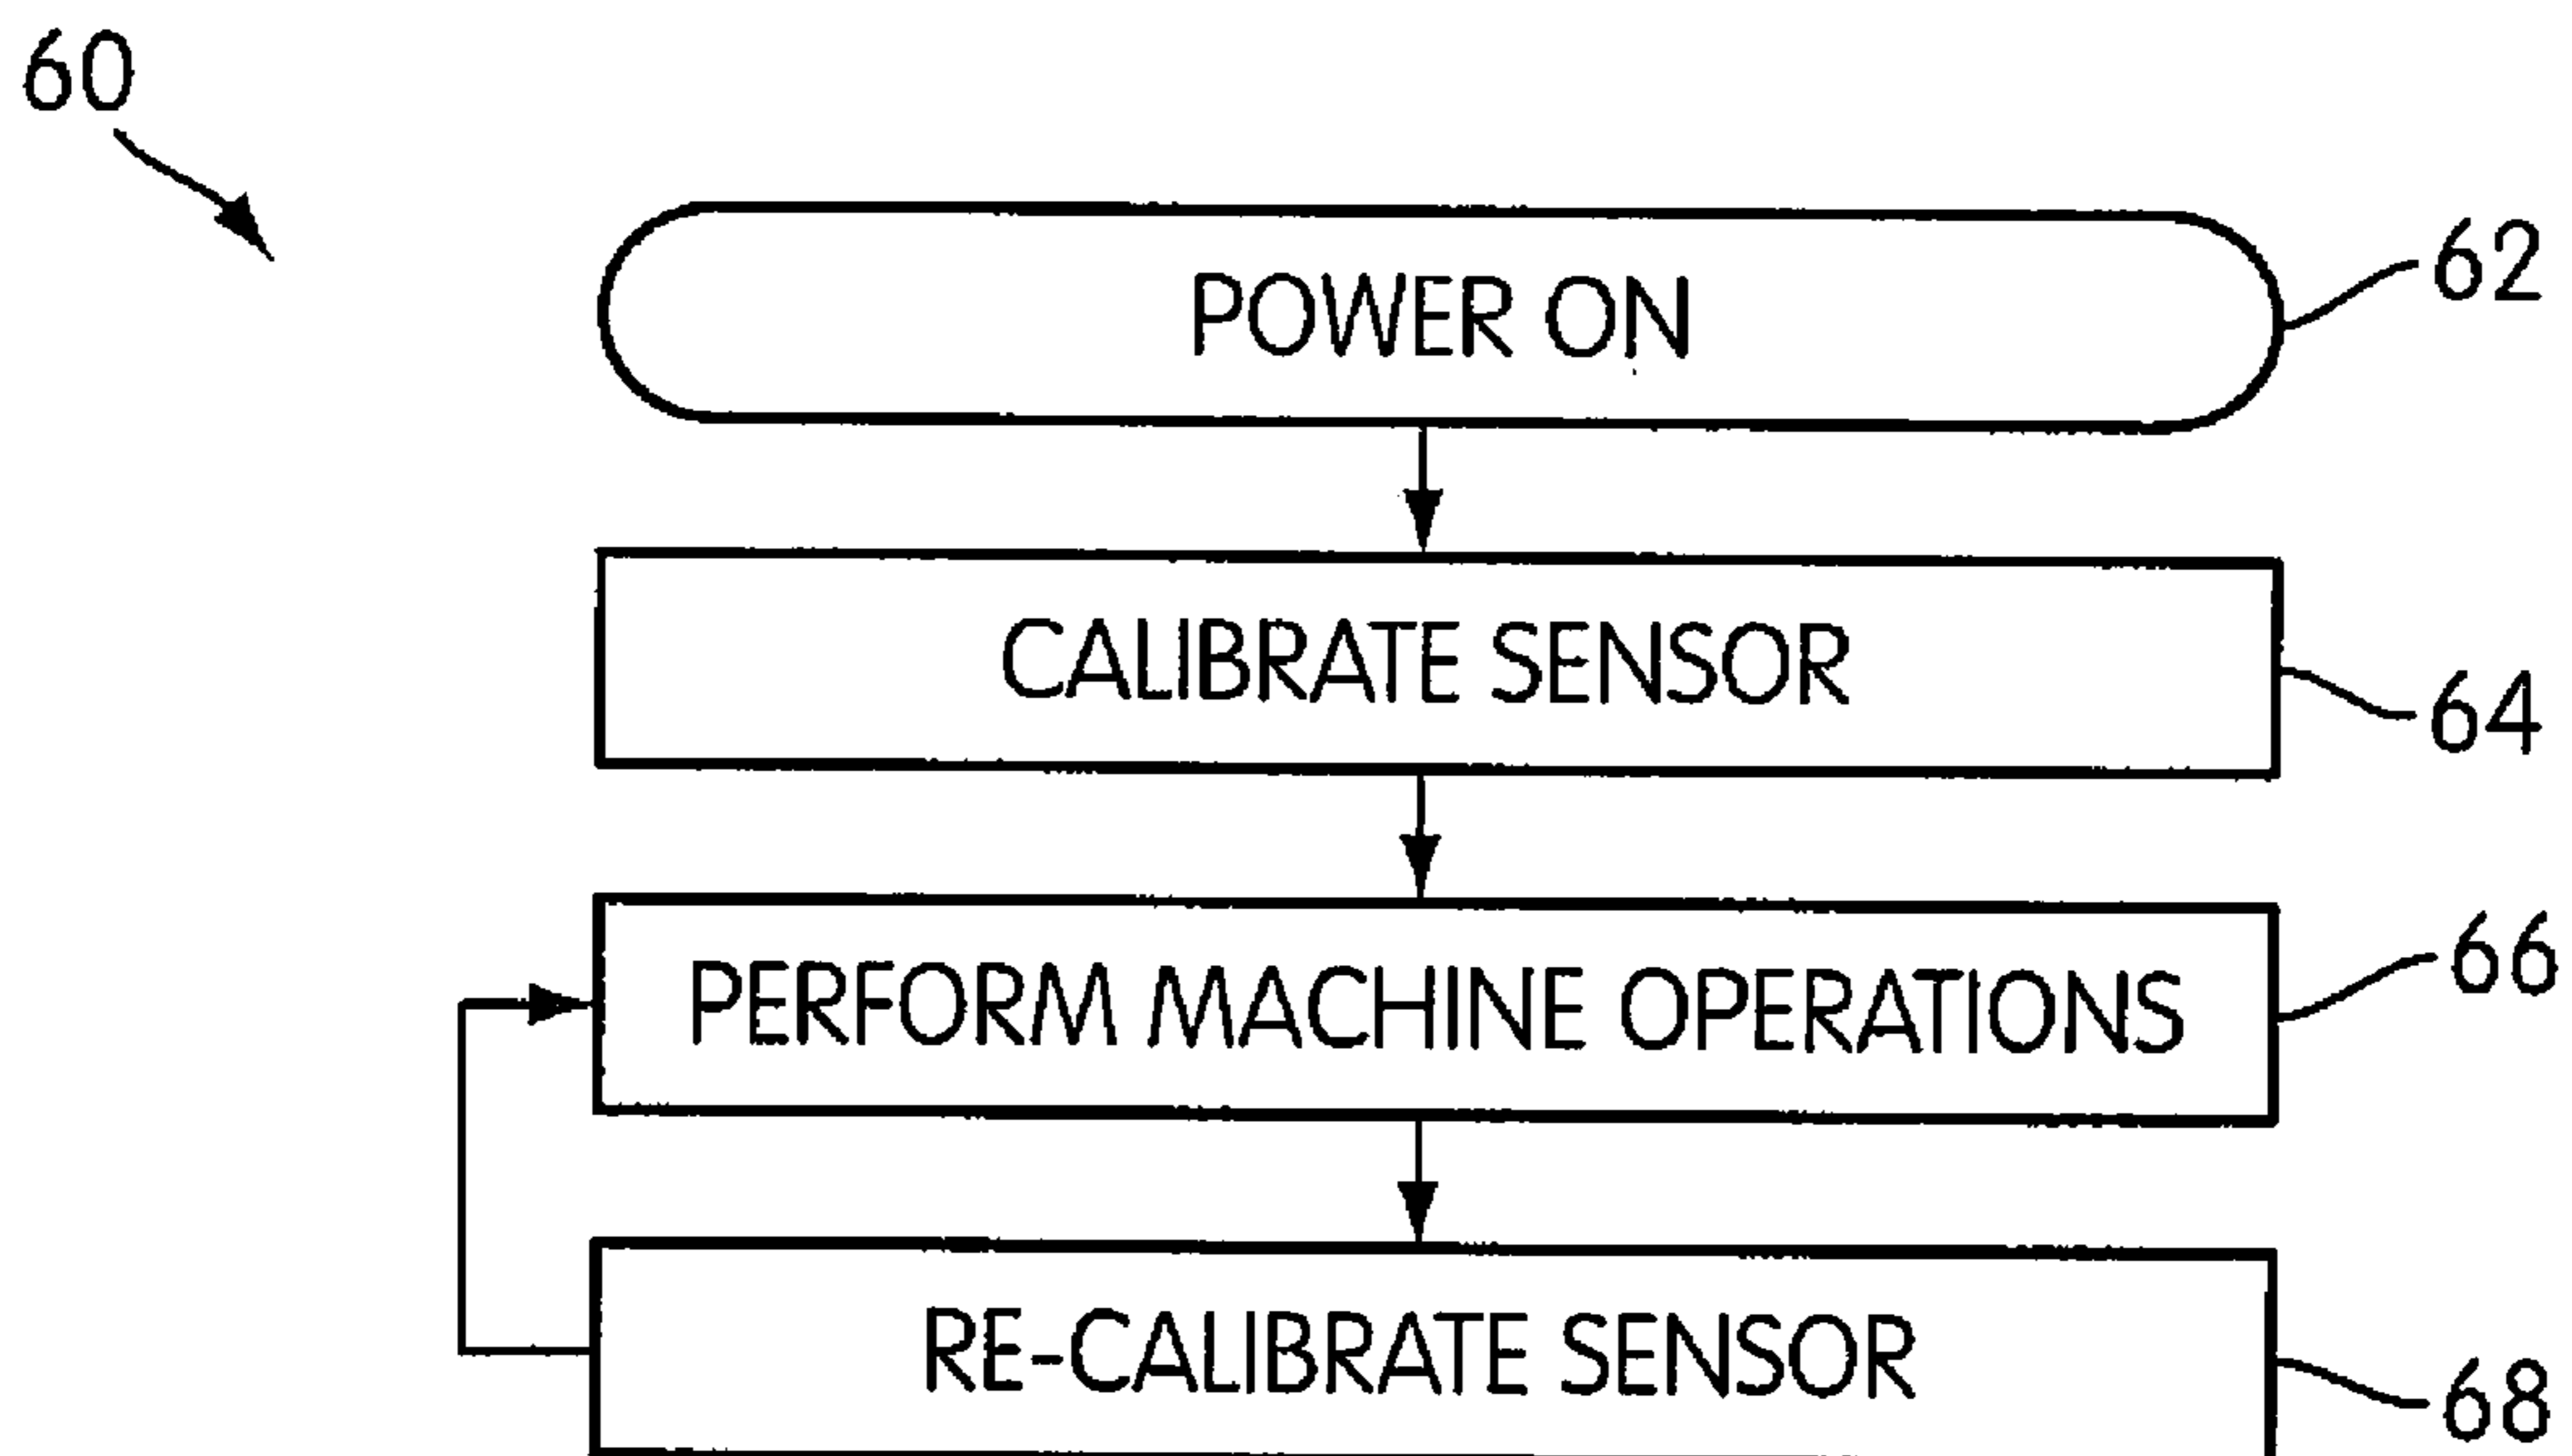 60
POWER ON
62
CALIBRATE SENSOR
64
PERFORM MACHINE OPERATIONS
66
RE-CALIBRATE SENSOR
68